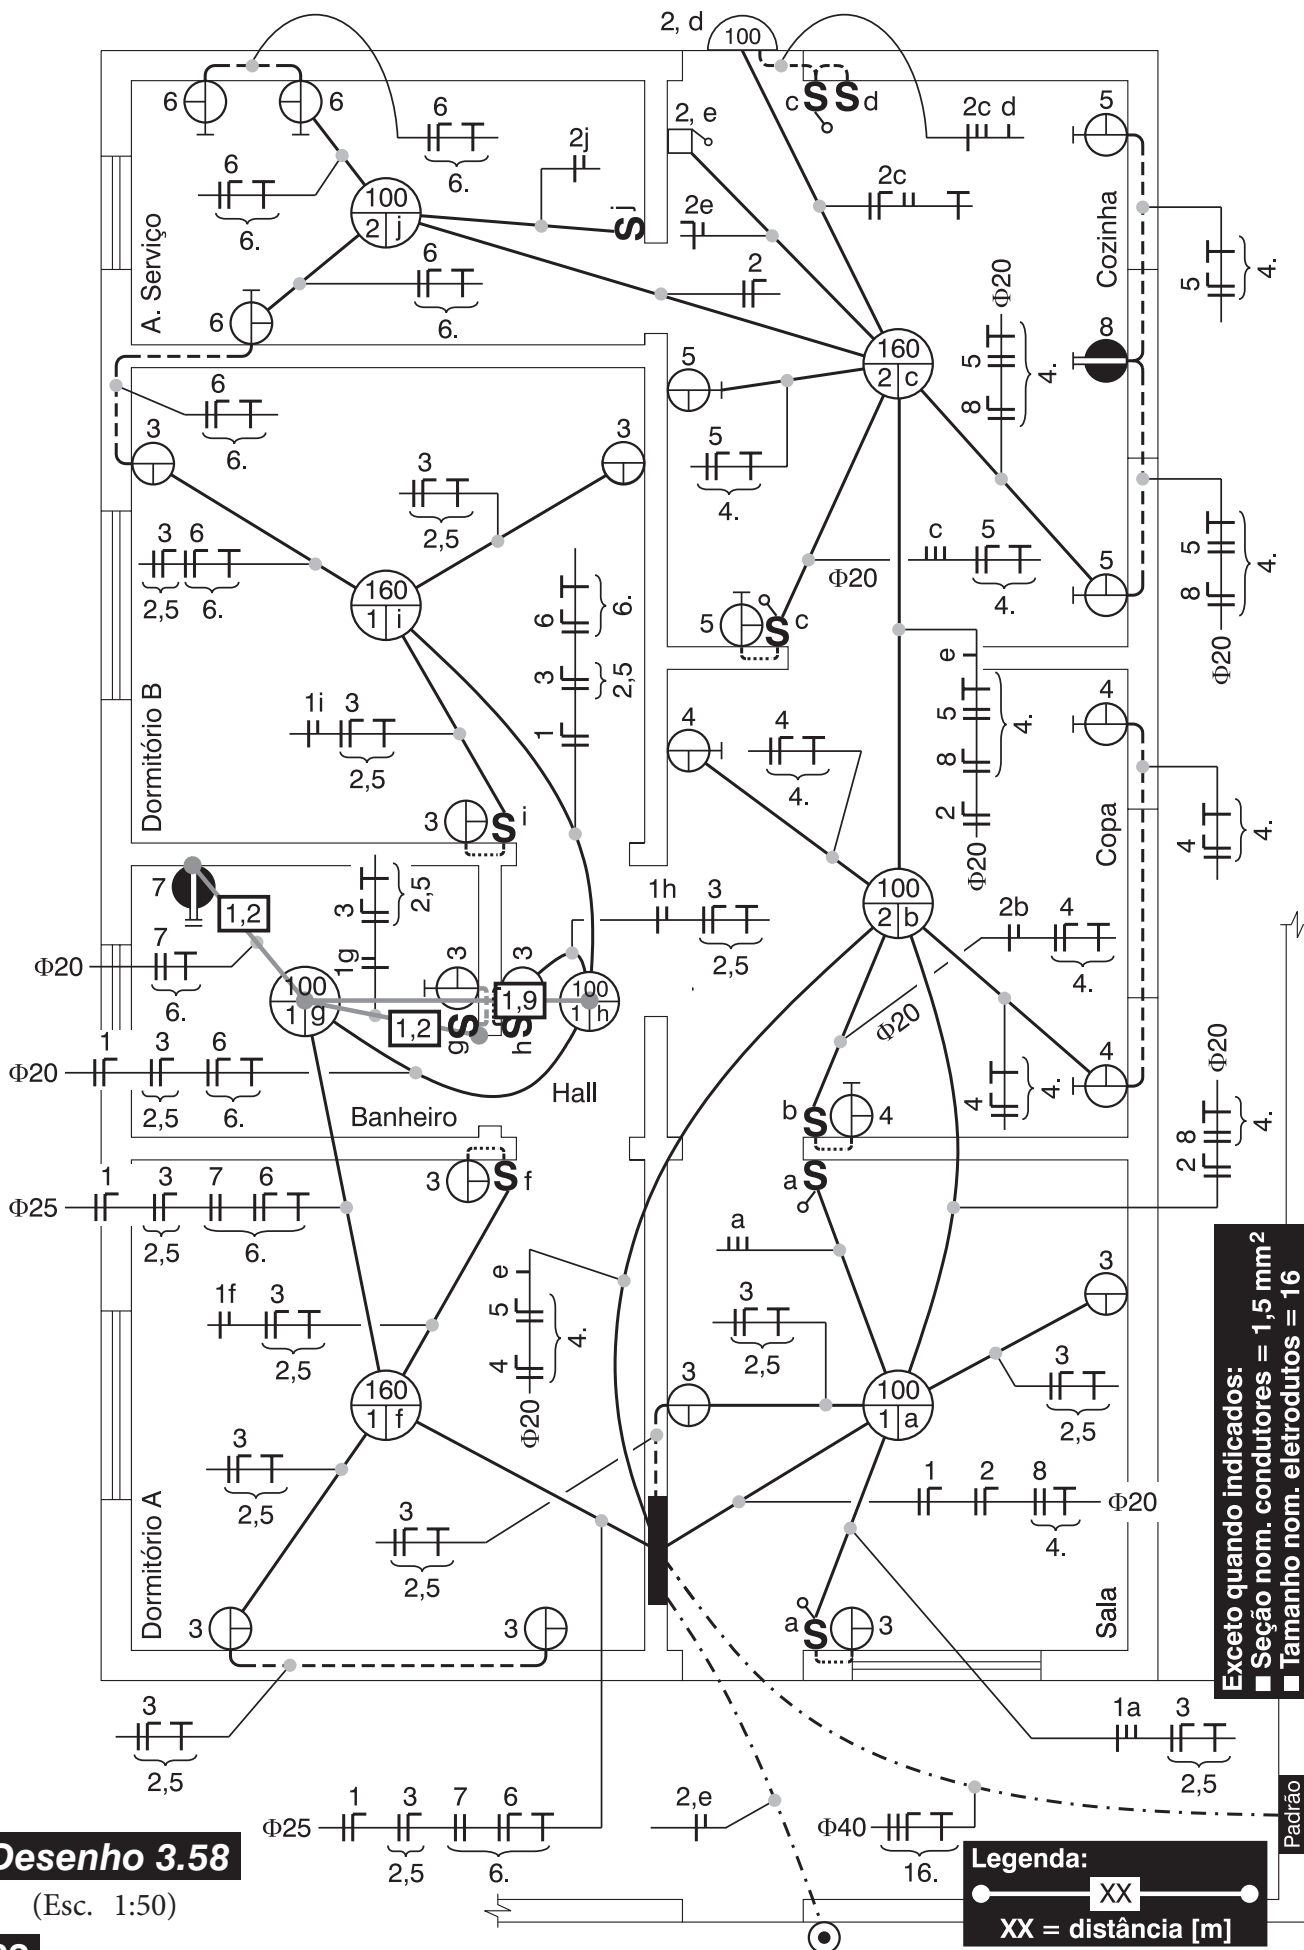 2, d
100
6
6
6
6.
c S S d
2, e
2c d
5
6
6.
2j
100
2 j
S j
2c
2e
Cozinha
5
4.
A. Serviço
6
6.
2
Φ20
5
8
4.
6
8
160
2 c
5
6
6.
3
3
5
4.
3
2,5
3 6
2,5 6.
c 5
Φ20
4.
5
5
8
4.
Φ20
160
1 i
6
6.
3
2,5
1
5 S c
e
5
8
4.
2
Φ20
1i 3
2,5
Dormitório B
3 S i
4
4
4.
4
4
4.
Copa
7
1,2
3
2,5
1g
1h 3
2,5
100
2 b
2b 4
4.
7
Φ20
6.
100
1 g
3
3
1,9
100
1 h
1,2
g S
h S
Φ20
1 3 6
Φ20
2,5 6.
Hall
Banheiro
4
4.
4
b S 4
Φ20
8
2
4.
3 S f
a S
1 3 7 6
Φ25
2,5 6.
a
e
5
4
4.
Φ20
3
1f 3
2,5
3
2,5
3
2,5
160
1 f
3
100
1 a
3
2,5
1 2 8
Φ20
4.
3
2,5
Dormitório A
3
3
a S 3
Sala
Exceto quando indicados:
■ Seção nom. condutores = 1,5 mm²
■ Tamanho nom. eletrodutos = 16
3
2,5
1a 3
2,5
1 3 7 6
Φ25
2,5 6.
2,e
Φ40
16.
Padrão
Desenho 3.58
(Esc. 1:50)
Legenda:
XX
XX = distância [m]